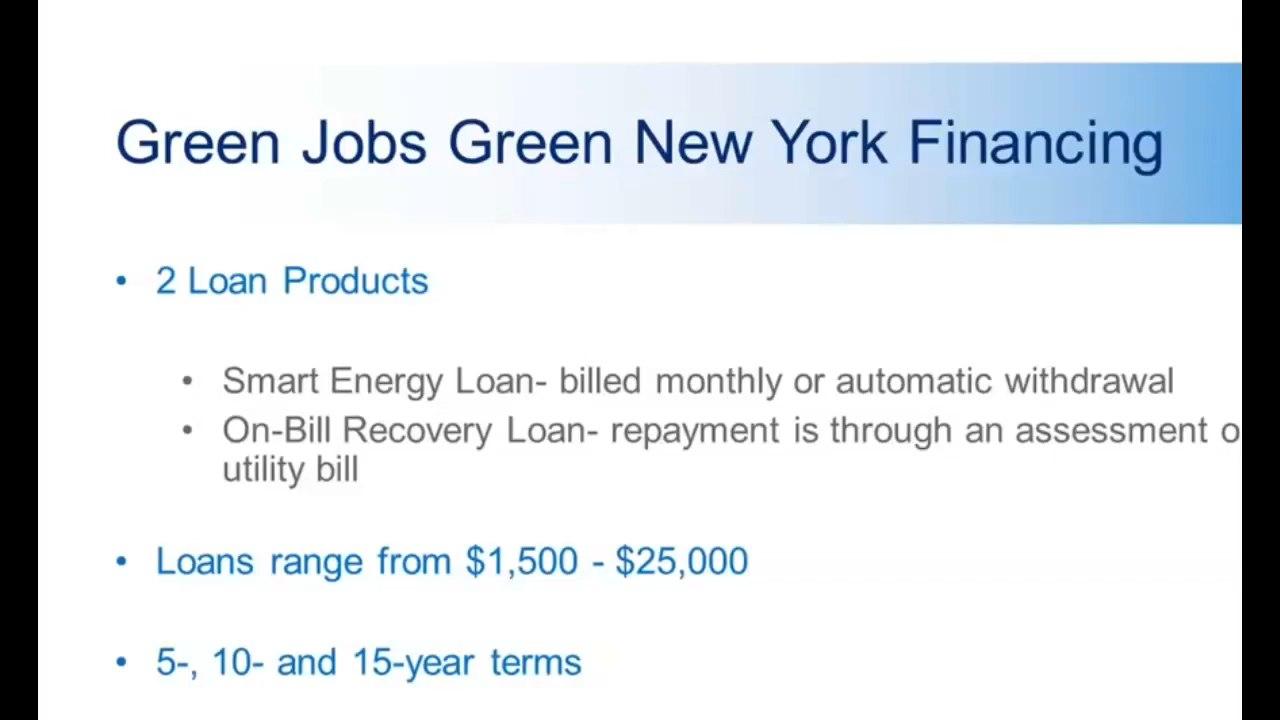 Green Jobs Green New York Financing
• 2 Loan Products
• Smart Energy Loan- billed monthly or automatic withdrawal
• On-Bill Recovery Loan- repayment is through an assessment
utility bill
• Loans range from $1,500 - $25,000
• 5-, 10- and 15-year terms